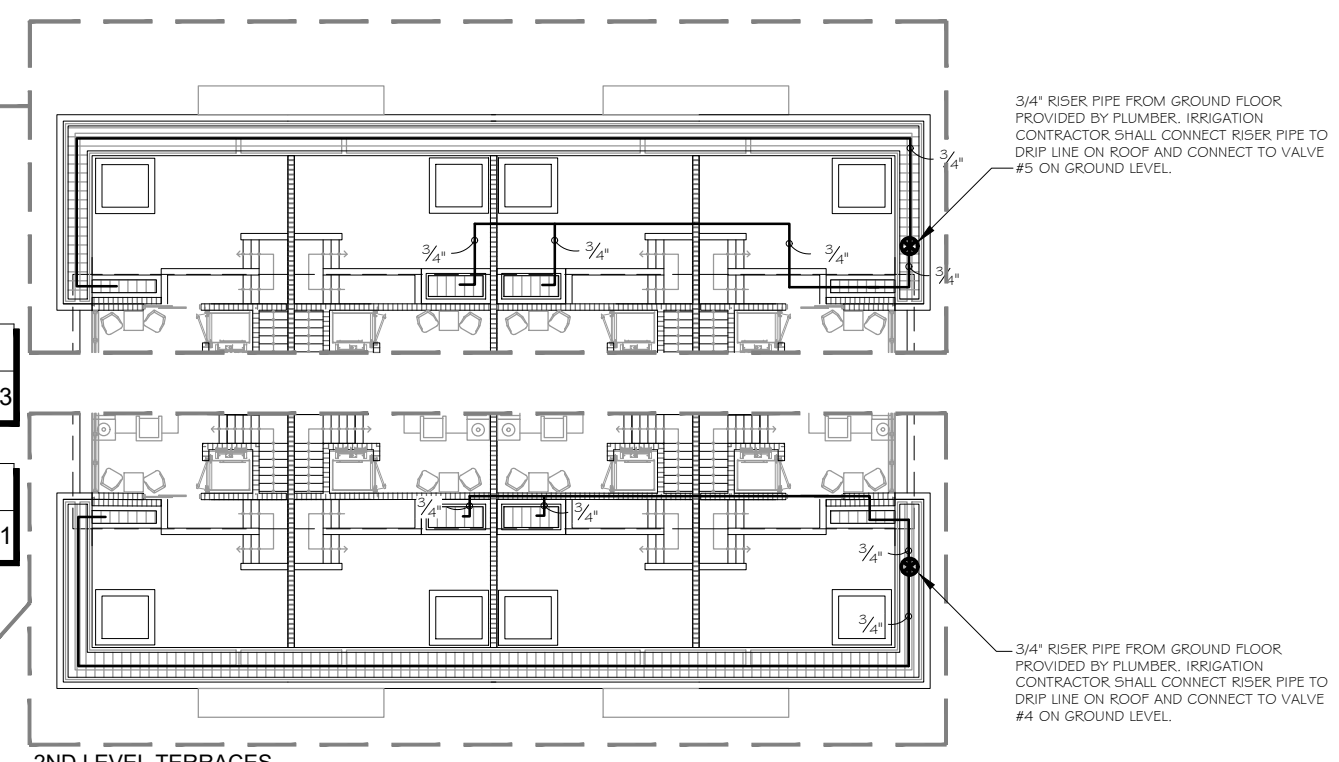 3/4" RISER PIPE FROM GROUND FLOOR
PROVIDED BY PLUMBER. IRRIGATION
CONTRACTOR SHALL CONNECT RISER PIPE TO
DRIP LINE ON ROOF AND CONNECT TO VALVE
#5 ON GROUND LEVEL.
3/4"
3/4"
3/4"
3/4"
3/4"
3
1
3/4"
3/4"
3/4"
3/4"
3/4" RISER PIPE FROM GROUND FLOOR
PROVIDED BY PLUMBER. IRRIGATION
CONTRACTOR SHALL CONNECT RISER PIPE TO
DRIP LINE ON ROOF AND CONNECT TO VALVE
#4 ON GROUND LEVEL.
2ND LEVEL TERRACES